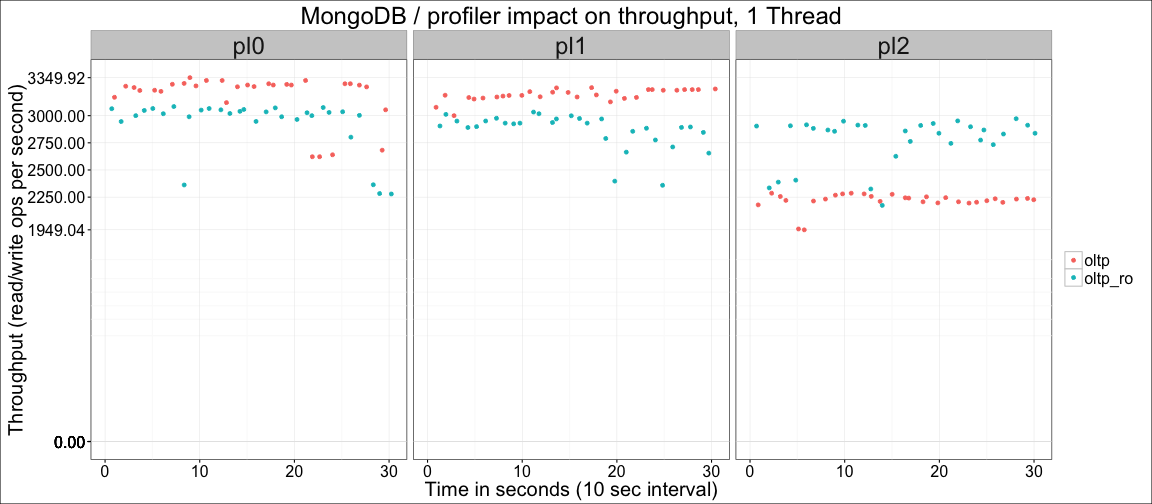 MongoDB / profiler impact on throughput, 1 Thread
pl0 pl1 pl2
Throughput (read/write ops per second)
3349.92
3000.00
2750.00
2500.00
2250.00
1949.04
0.00
0 10 20 30 0 10 20 30 0 10 20 30
Time in seconds (10 sec interval)
oltp
oltp_ro